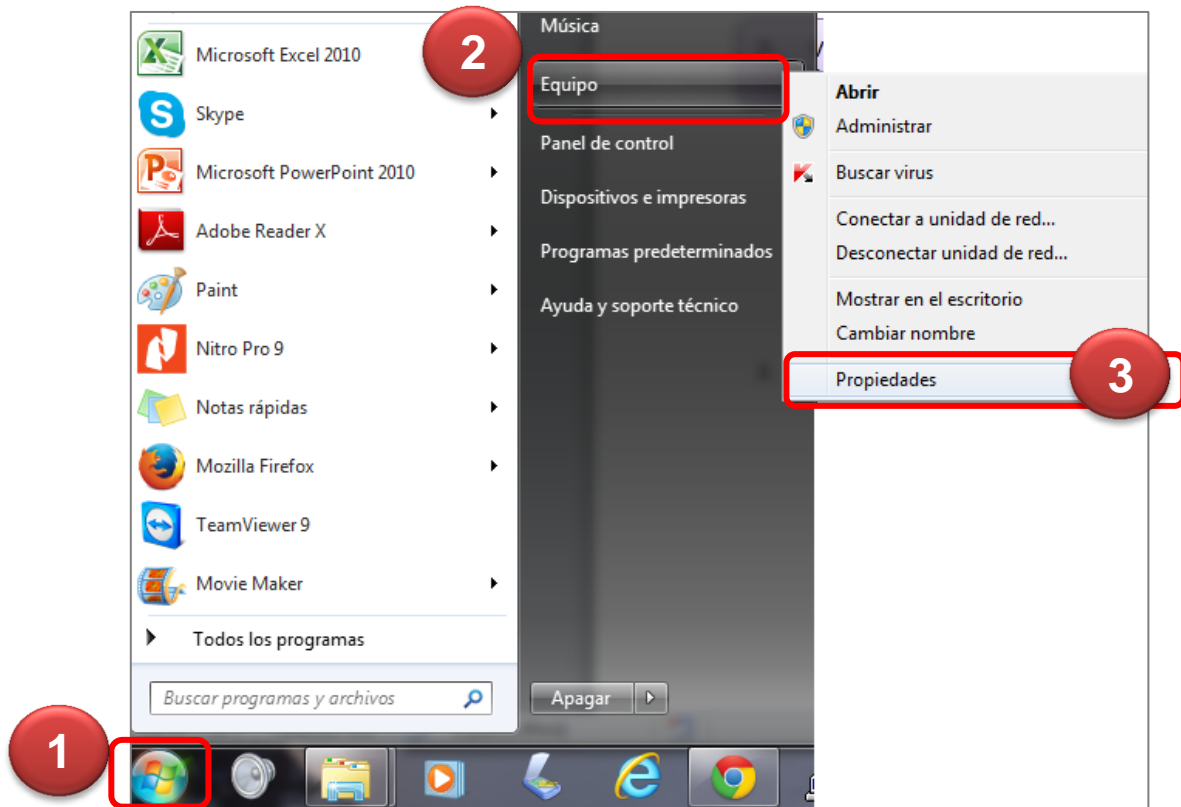 Microsoft Excel 2010
Skype
Microsoft PowerPoint 2010
Adobe Reader X
Paint
Nitro Pro 9
Notas rápidas
Mozilla Firefox
TeamViewer 9
Movie Maker
Todos los programas
Buscar programas y archivos
2
Música
Equipo
Panel de control
Dispositivos e impresoras
Programas predeterminados
Ayuda y soporte técnico
Apagar
Abrir
Administrar
Buscar virus
Conectar a unidad de red...
Desconectar unidad de red...
Mostrar en el escritorio
Cambiar nombre
Propiedades
3
1